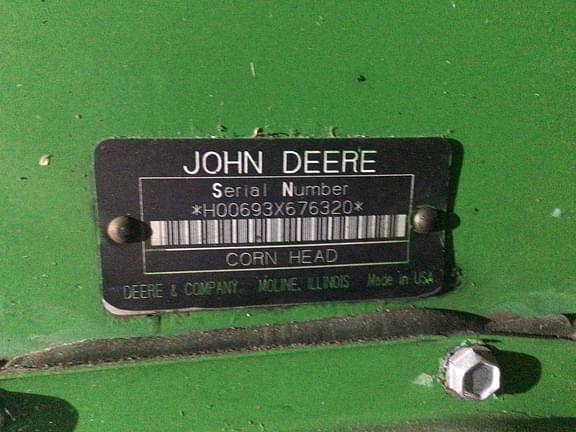 JOHN DEERE
Serial Number
*H00693X676320*
CORN HEAD
DEERE & COMPANY MOLINE, ILLINOIS Made in USA